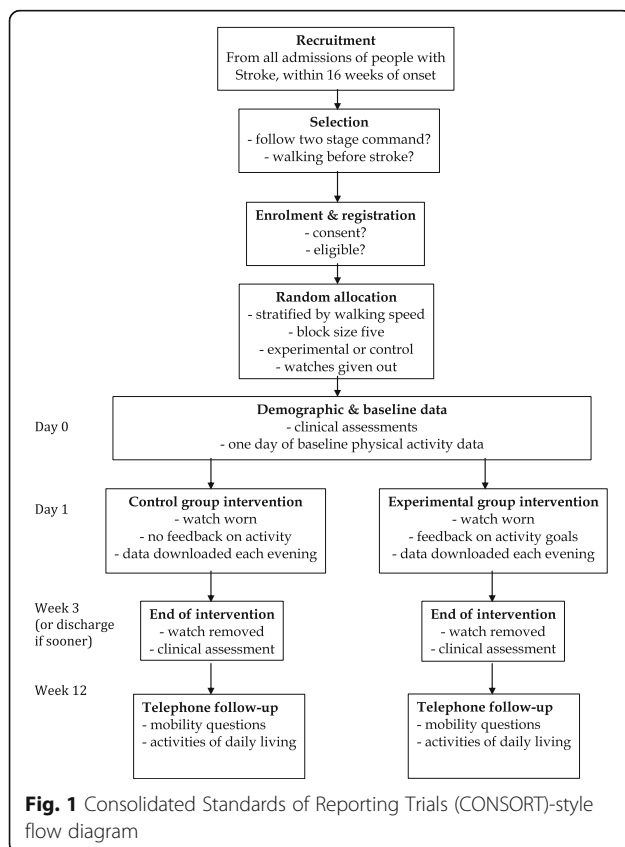 Recruitment
From all admissions of people with
Stroke, within 16 weeks of onset
Selection
- follow two stage command?
- walking before stroke?
Enrolment & registration
- consent?
- eligible?
Random allocation
- stratified by walking speed
- block size five
- experimental or control
- watches given out
Day 0
Demographic & baseline data
- clinical assessments
- one day of baseline physical activity data
Day 1
Control group intervention
- watch worn
- no feedback on activity
- data downloaded each evening
Experimental group intervention
- watch worn
- feedback on activity goals
- data downloaded each evening
Week 3
(or discharge
if sooner)
End of intervention
- watch removed
- clinical assessment
End of intervention
- watch removed
- clinical assessment
Week 12
Telephone follow-up
- mobility questions
- activities of daily living
Telephone follow-up
- mobility questions
- activities of daily living
Fig. 1 Consolidated Standards of Reporting Trials (CONSORT)-style
flow diagram